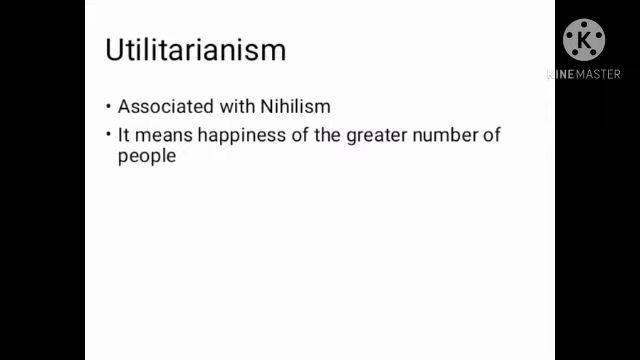 Utilitarianism
• Associated with Nihilism
• It means happiness of the greater number of
people
K
KINEMASTER